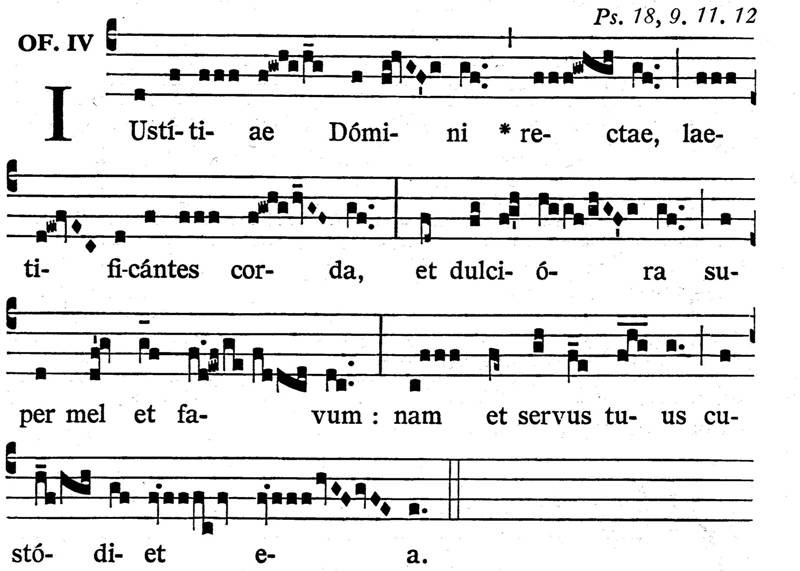 Ps. 18, 9. 11. 12
OF. IV
IUstí- ti- ae Dómi- ni * re- ctae, lae-
ti- fi-cántes cor- da, et dulci- ó- ra su-
per mel et fa- vum : nam et servus tu- us cu-
stó- di- et e- a.